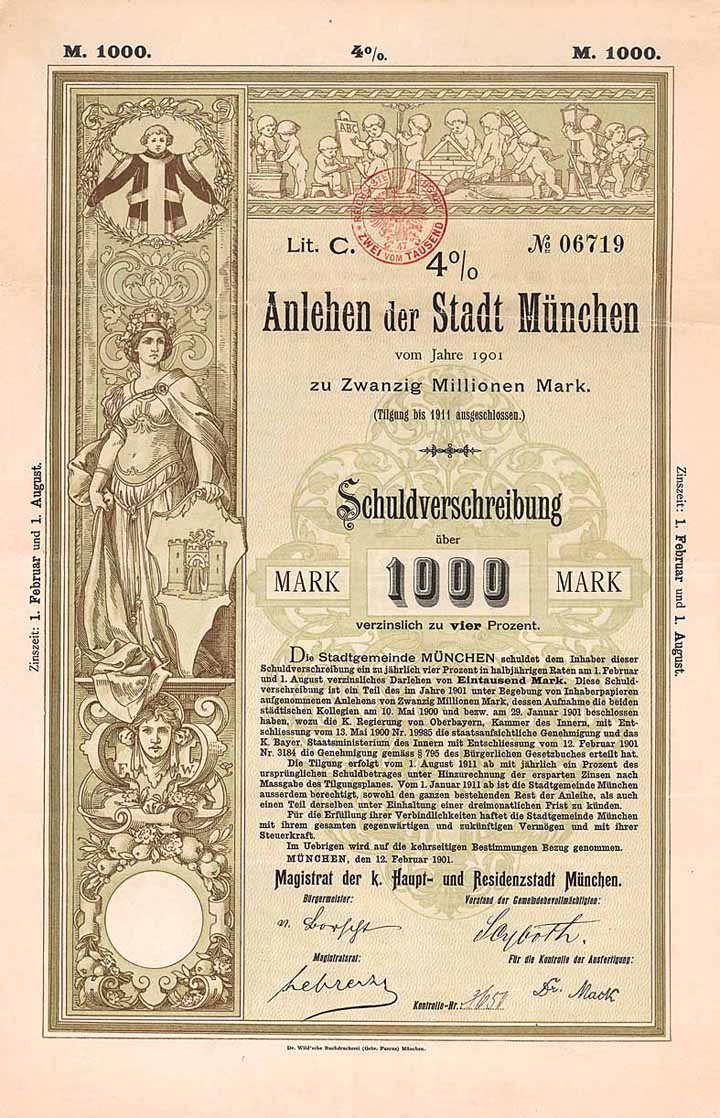 M. 1000. 4%. M. 1000.
ABC
ZWEI VOM TAUSEND
Lit. C. № 06719
4%
Anlehen der Stadt München
vom Jahre 1901
zu Zwanzig Millionen Mark.
(Tilgung bis 1911 ausgeschlossen.)
Schuldverschreibung
über
MARK 1000 MARK
verzinslich zu vier Prozent.
Die Stadtgemeinde MÜNCHEN schuldet dem Inhaber dieser
Schuldverschreibung ein zu jährlich vier Prozent in halbjährigen Raten am 1. Februar
und 1. August verzinsliches Darlehen von Eintausend Mark. Diese Schuld-
verschreibung ist ein Teil des im Jahre 1901 unter Begebung von Inhaberpapieren
aufgenommenen Anlehens von Zwanzig Millionen Mark, dessen Aufnahme die beiden
städtischen Kollegien am 10. Mai 1900 und bezw. am 29. Januar 1901 beschlossen
haben, wozu die K. Regierung von Oberbayern, Kammer des Innern, mit Ent-
schliessung vom 13. Mai 1900 Nr. 19985 die staatsaufsichtliche Genehmigung und das
K. Bayer. Staatsministerium des Innern mit Entschliessung vom 12. Februar 1901
Nr. 3184 die Genehmigung gemäss § 795 des Bürgerlichen Gesetzbuches erteilt hat.
Die Tilgung erfolgt vom 1. August 1911 ab mit jährlich ein Prozent des
ursprünglichen Schuldbetrages unter Hinzurechnung der ersparten Zinsen nach
Massgabe des Tilgungsplanes. Vom 1. Januar 1911 ab ist die Stadtgemeinde München
ausserdem berechtigt, sowohl den ganzen bestehenden Rest der Anleihe, als auch
einen Teil derselben unter Einhaltung einer dreimonatlichen Frist zu künden.
Für die Erfüllung ihrer Verbindlichkeiten haftet die Stadtgemeinde München
mit ihrem gesamten gegenwärtigen und zukünftigen Vermögen und mit ihrer
Steuerkraft.
Im Uebrigen wird auf die kehrseitigen Bestimmungen Bezug genommen.
MÜNCHEN, den 12. Februar 1901.
Magistrat der k. Haupt- und Residenzstadt München.
Bürgermeister: Vorstand der Gemeindebevollmächtigten:
v. Borscht Seyboth.
Magistratsrat: Für die Kontrolle der Ausfertigung:
Dr. Mack
Kontrolle-Nr.
Zinszeit: 1. Februar und 1. August.
Zinszeit: 1. Februar und 1. August.
Dr. Wild'sche Buchdruckerei (Gebr. Parcus) München.